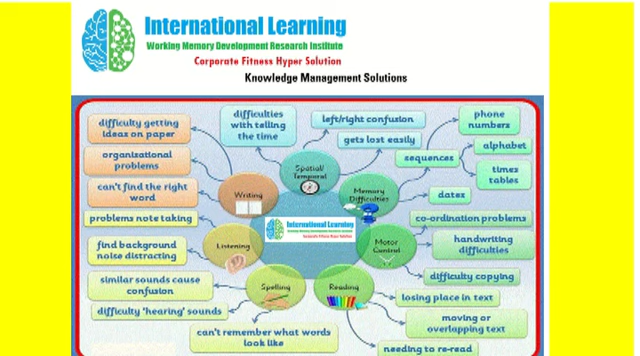 International Learning
Working Memory Development Research Institute
Corporate Fitness Hyper Solution
Knowledge Management Solutions
difficulty getting
ideas on paper
organizational
problems
can't find the right
word
problems note taking
find background
noise distracting
similar sounds cause
confusion
difficulty 'hearing' sounds
can't remember what words
look like
difficulties
with telling
the time
left/right confusion
gets lost easily
sequences
phone
numbers
alphabet
times
tables
dates
co-ordination problems
handwriting
difficulties
difficulty copying
losing place in text
moving or
overlapping text
needing to re-read
Spatial/
Temporal
Memory
Difficulties
Motor
Control
Reading
Spelling
Listening
Writing
International Learning